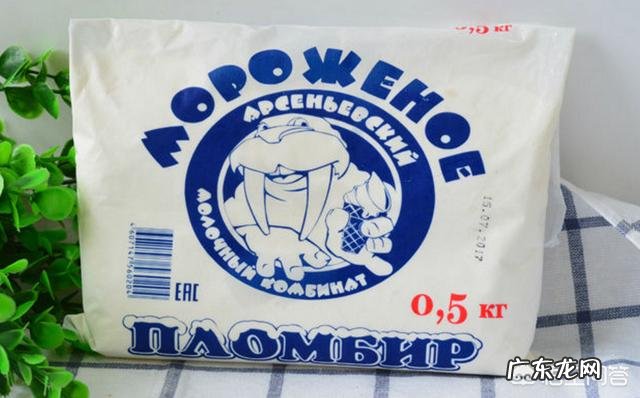 0,5 кг
МОРОЖЕНОЕ
АРСЕНЬЕВСКИЙ
МОЛОЧНЫЙ КОМБИНАТ
ICE
15.07.2017
EAC
0,5 кг
ПЛОМБИР
广东龙网